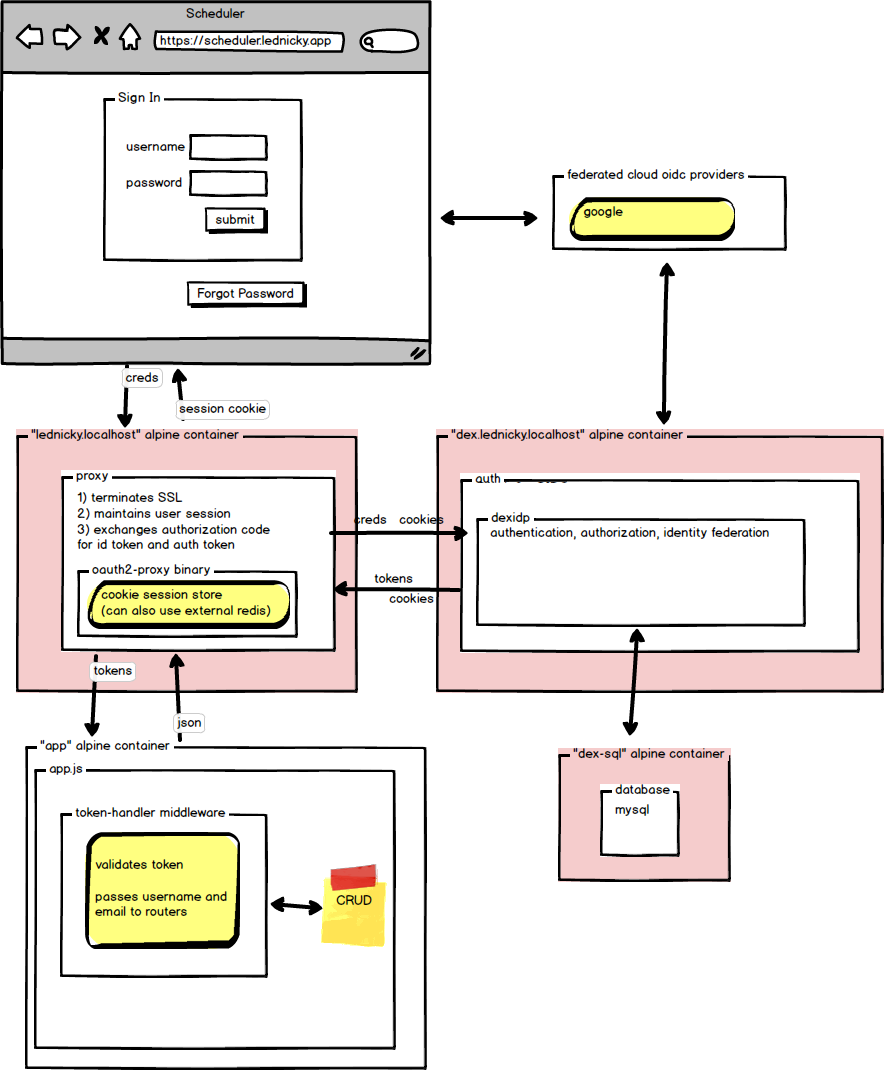 Scheduler
https://scheduler.lednicky.app
Sign In
username
password
submit
Forgot Password
federated cloud oidc providers
google
creds
session cookie
"lednicky.localhost" alpine container
proxy
1) terminates SSL
2) maintains user session
3) exchanges authorization code
for id token and auth token
oauth2-proxy binary
cookie session store
(can also use external redis)
creds cookies
tokens
cookies
"dex.lednicky.localhost" alpine container
auth
dexidp
authentication, authorization, identity federation
tokens
json
"app" alpine container
app.js
token-handler middleware
validates token
passes username and
email to routers
CRUD
"dex-sql" alpine container
database
mysql